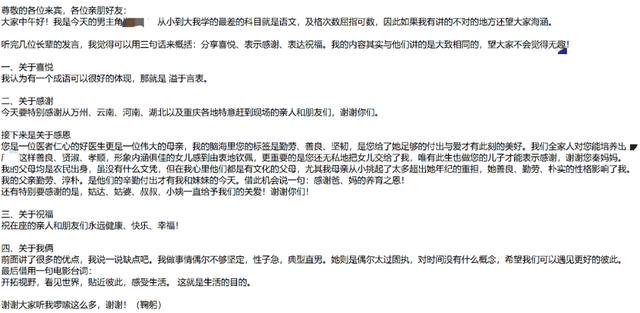 尊敬的各位来宾，各位亲朋好友：
大家中午好！我是今天的男主角 从小到大我学的最差的科目就是语文，及格次数屈指可数，因此如果我有讲的不对的地方还望大家海涵。
听完几位长辈的发言，我觉得可以用三句话来概括：分享喜悦、表示感谢、表达祝福。我的内容其实与他们讲的是大致相同的，望大家不会觉得无趣！
一、关于喜悦
我认为有一个成语可以很好的体现，那就是 溢于言表。
二、关于感谢
今天要特别感谢从万州、云南、河南、湖北以及重庆各地特意赶到现场的亲人和朋友们，谢谢你们。
接下来是关于感恩
您是一位医者仁心的好医生更是一位伟大的母亲，我的脑海里您的标签是勤劳、善良、坚韧，是您给了她足够的付出与爱才有此刻的美好。我们全家人对您能培养出
这样善良、贤淑、孝顺，形象内涵俱佳的女儿感到由衷地钦佩，更重要的是您还无私地把女儿交给了我，唯有此生也做您的儿子才能表示感谢，谢谢您秦妈妈。
我的父母均是农民出身，虽没有什么文凭，但在我心里他们都是有文化的父母，尤其我母亲从小挑起了太多超出她年纪的重担，她善良、勤劳、朴实的性格影响了我。
我的父亲勤劳、淳朴。是他们的辛勤付出才有我和妹妹的今天。借此机会说一句：感谢爸、妈的养育之恩！
还有特别要感谢的是，姑达、姑婆、叔叔、小姨一直给予我们的关爱！谢谢你们！
三、关于祝福
祝在座的亲人和朋友们永远健康、快乐、幸福！
四、关于我俩
前面讲了很多的优点，我说一说缺点吧。我做事情偶尔不够坚定，性子急，典型直男。她则是偶尔太过固执，对时间没有什么概念，希望我们可以遇见更好的彼此。
最后借用一句电影台词：
开拓视野，看见世界，贴近彼此，感受生活。 这就是生活的目的。
谢谢大家听我啰嗦这么多，谢谢！（鞠躬）